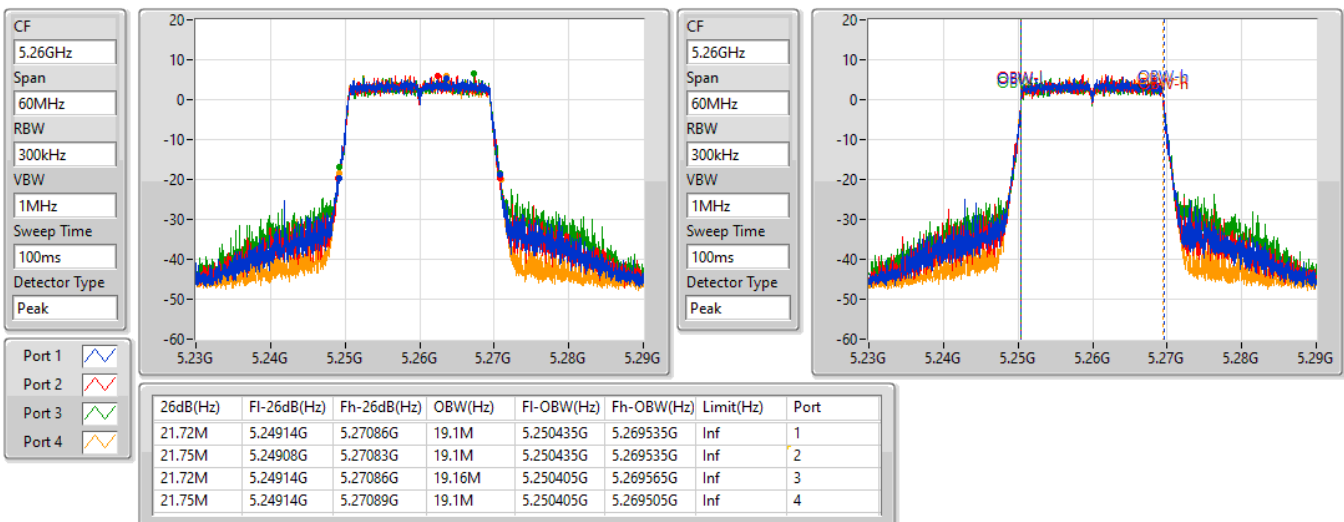 CF
5.26GHz
Span
60MHz
RBW
300kHz
VBW
1MHz
Sweep Time
100ms
Detector Type
Peak
20
10
0
-10
-20
-30
-40
-50
-60
5.23G 5.24G 5.25G 5.26G 5.27G 5.28G 5.29G
CF
5.26GHz
Span
60MHz
RBW
300kHz
VBW
1MHz
Sweep Time
100ms
Detector Type
Peak
20
10
0
-10
-20
-30
-40
-50
-60
OBW-l OBW-h
5.23G 5.24G 5.25G 5.26G 5.27G 5.28G 5.29G
Port 1
Port 2
Port 3
Port 4
26dB(Hz) Fl-26dB(Hz) Fh-26dB(Hz) OBW(Hz) Fl-OBW(Hz) Fh-OBW(Hz) Limit(Hz) Port
21.72M 5.24914G 5.27086G 19.1M 5.250435G 5.269535G Inf 1
21.75M 5.24908G 5.27083G 19.1M 5.250435G 5.269535G Inf 2
21.72M 5.24914G 5.27086G 19.16M 5.250405G 5.269565G Inf 3
21.75M 5.24914G 5.27089G 19.1M 5.250405G 5.269505G Inf 4